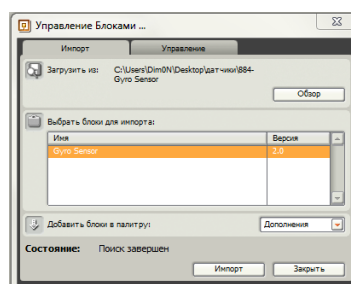 Управление Блоками ...
Импорт Управление
Загрузить из: C:\Users\Dim0N\Desktop\датчики\884-
Gyro Sensor
Обзор
Выбрать блоки для импорта:
Имя Версия
Gyro Sensor 2.0
Добавить блоки в палитру: Дополнения
Состояние: Поиск завершен
Импорт Закрыть